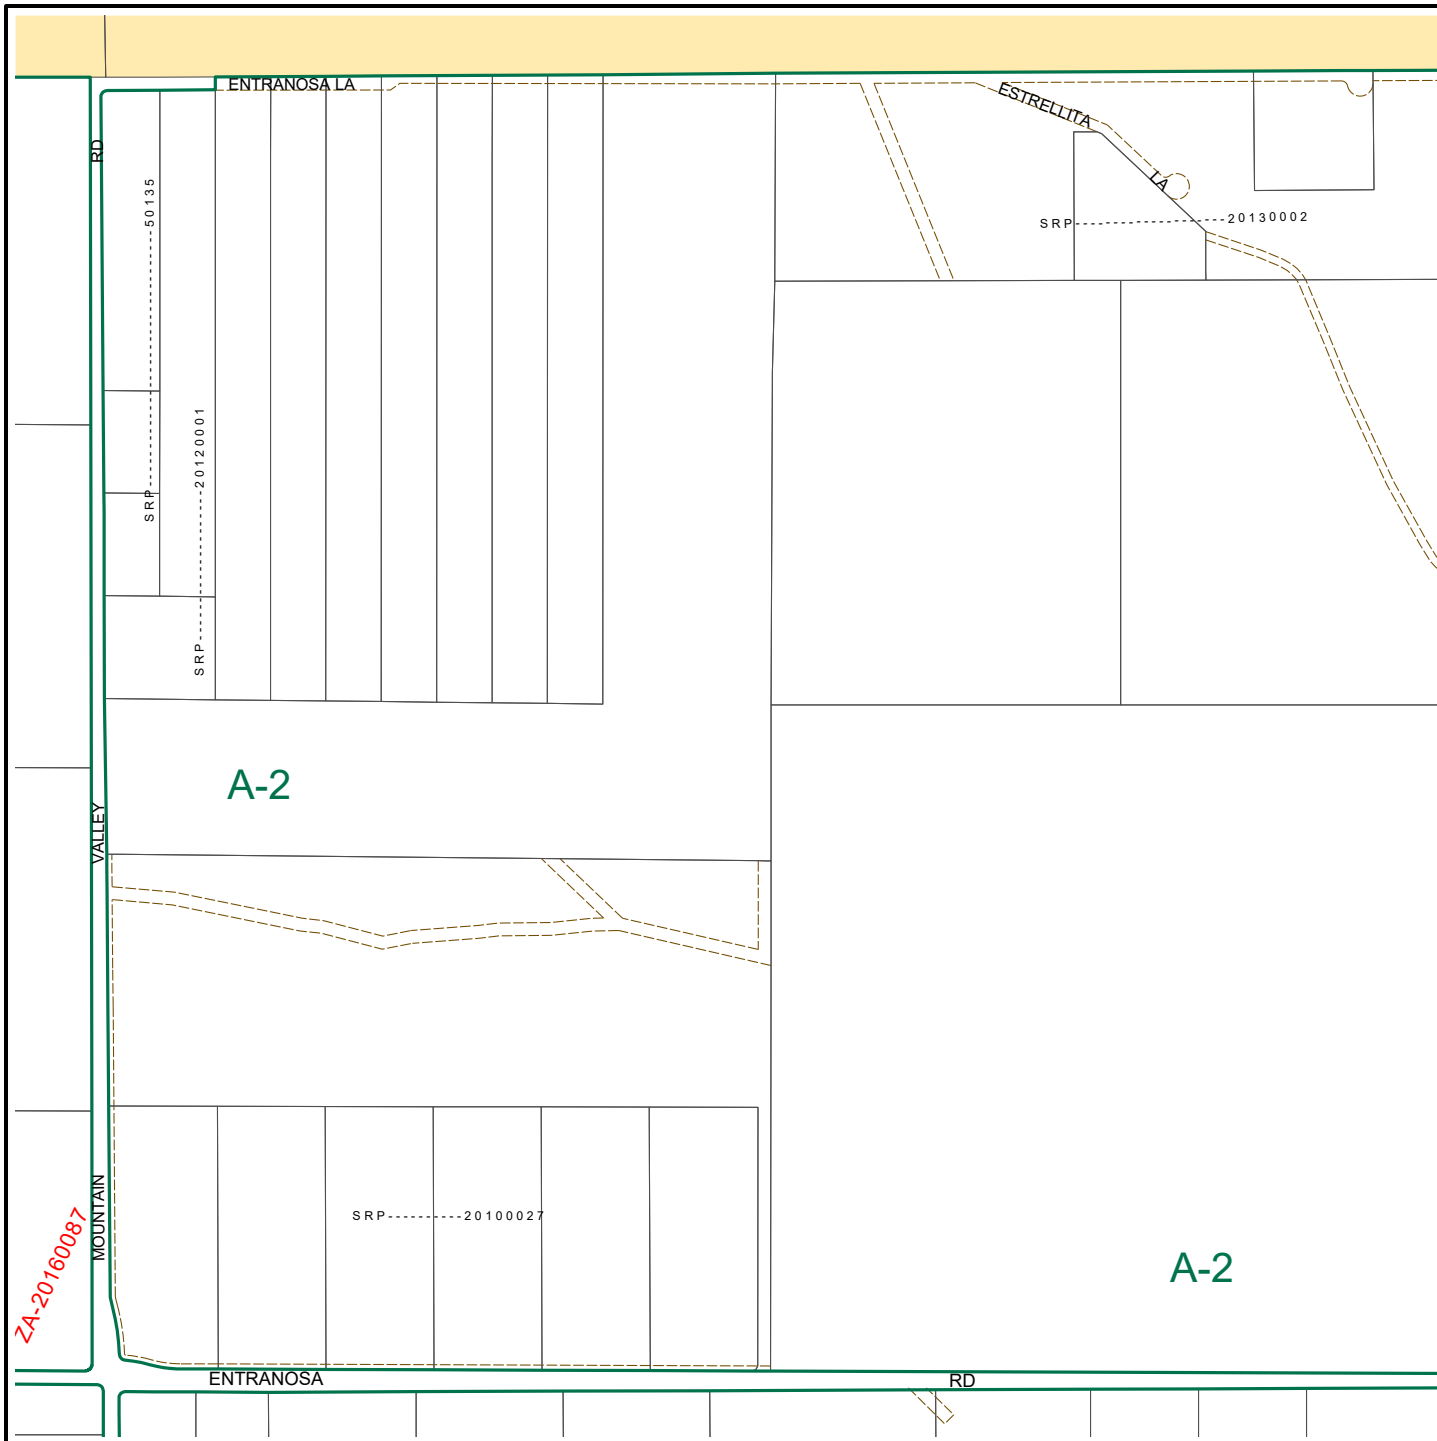 ENTRANOSA LA
ESTRELLITA
LA
RD
SRP----------50135
SRP----------20130002
SRP----------20120001
A-2
VALLEY
MOUNTAIN
SRP----------20100027
ZA-20160087
A-2
ENTRANOSA
RD